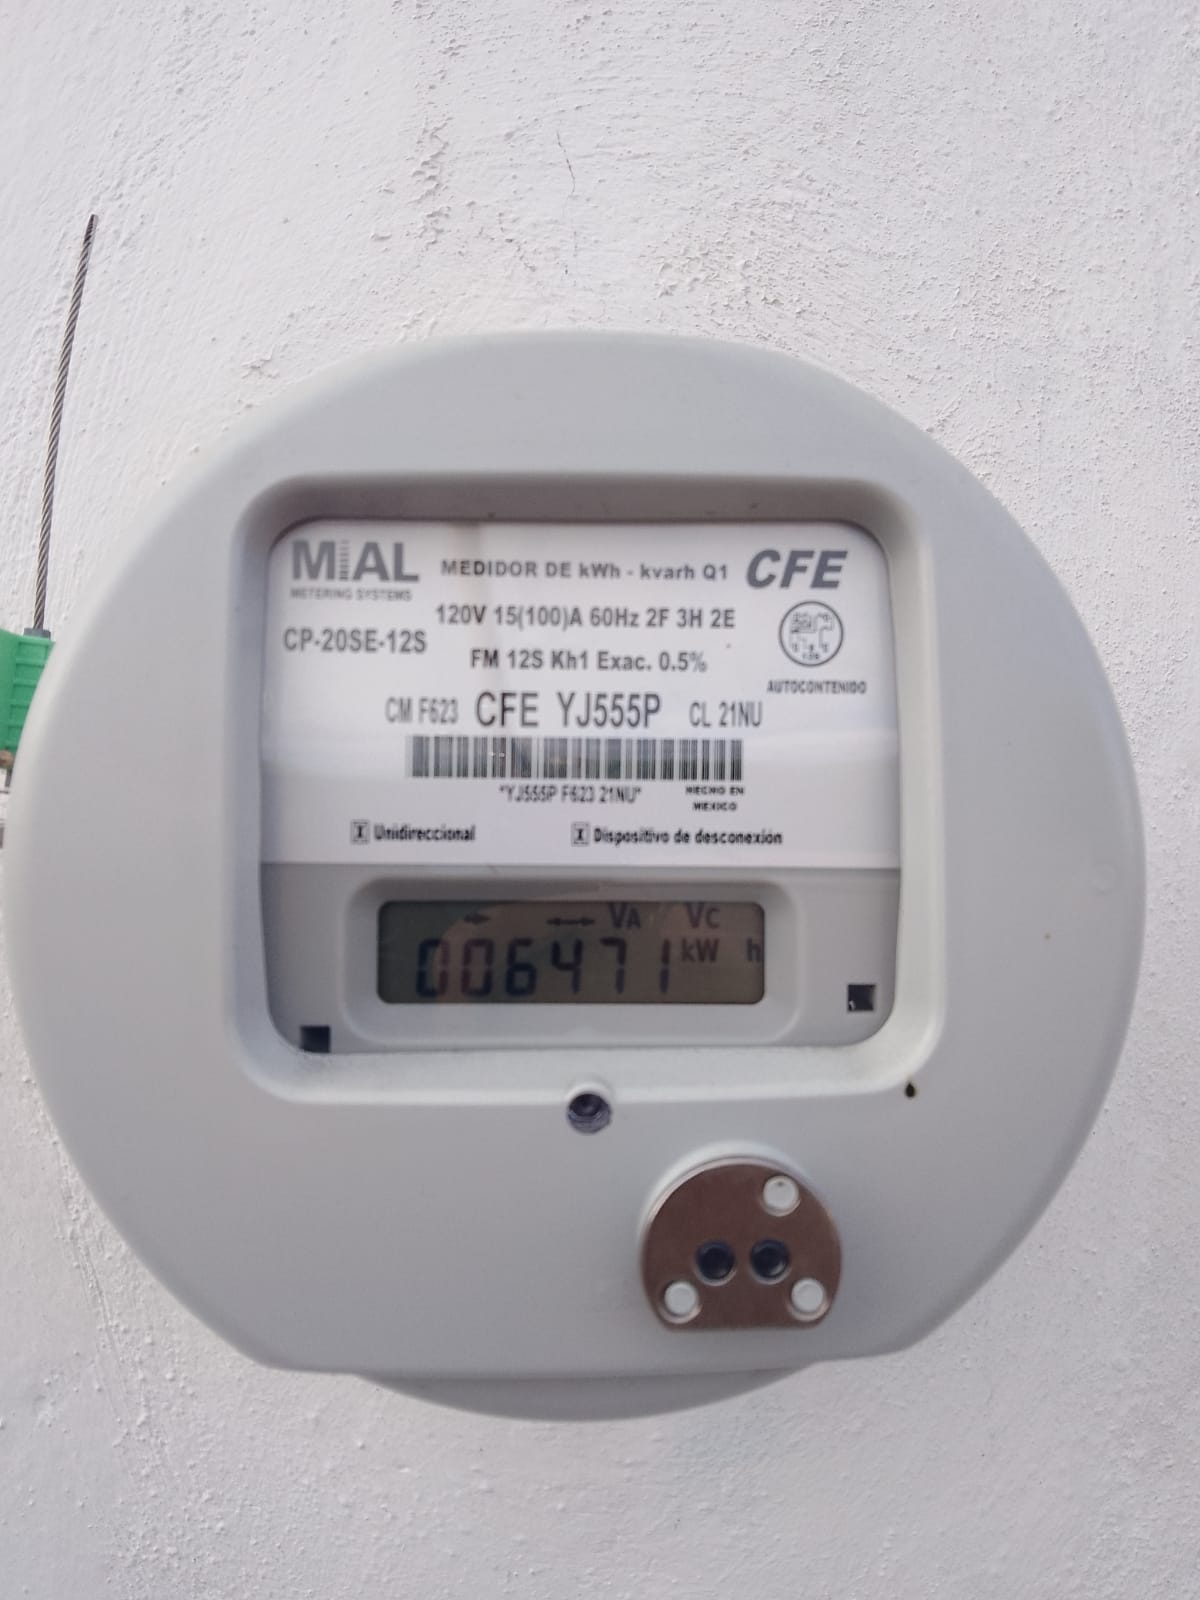 MIAL
METERING SYSTEMS
MEDIDOR DE kWh - kvarh Q1
CFE
120V 15(100)A 60Hz 2F 3H 2E
CP-20SE-12S
FM 12S Kh1 Exac. 0.5%
AUTOCONTENIDO
CM F623 CFE YJ555P CL 21NU
*YJ555P F623 21NU*
HECHO EN
MEXICO
Unidireccional
Dispositivo de desconexión
VA VC
006471 kW h